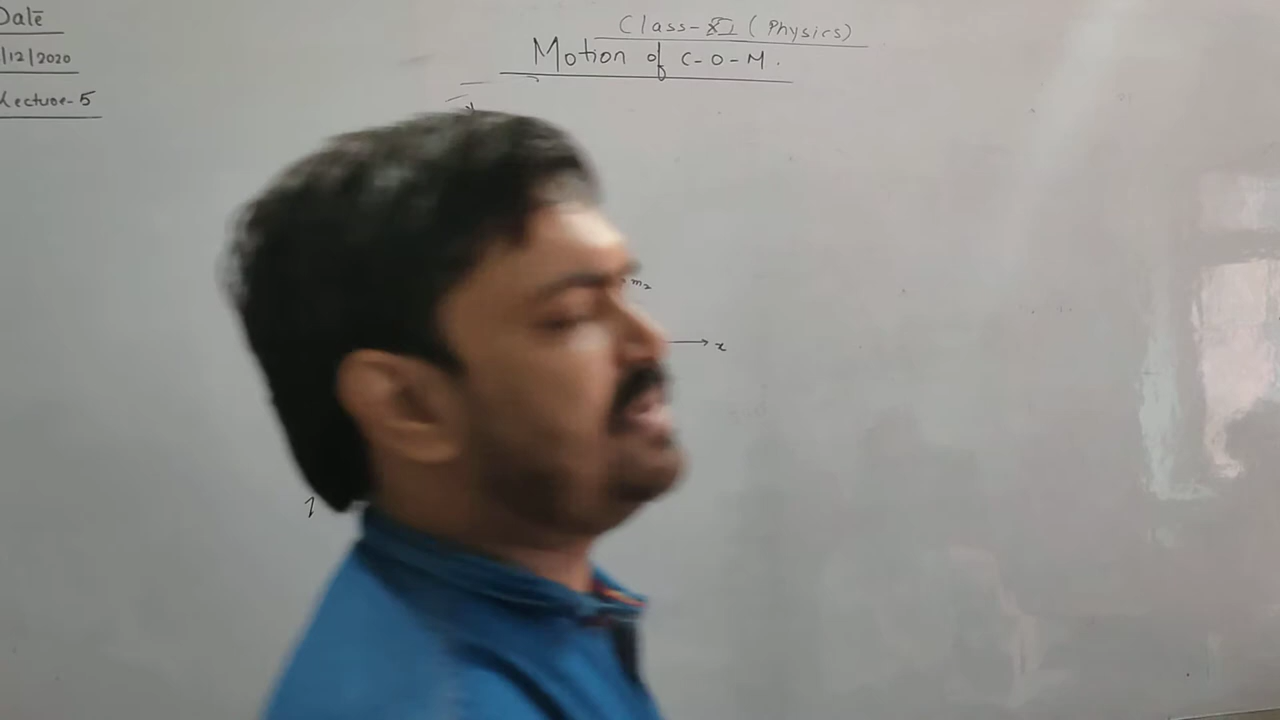 Date
/12/2020
Lecture-5
Class-XI (Physics)
Motion of C-O-M.
m₂
x